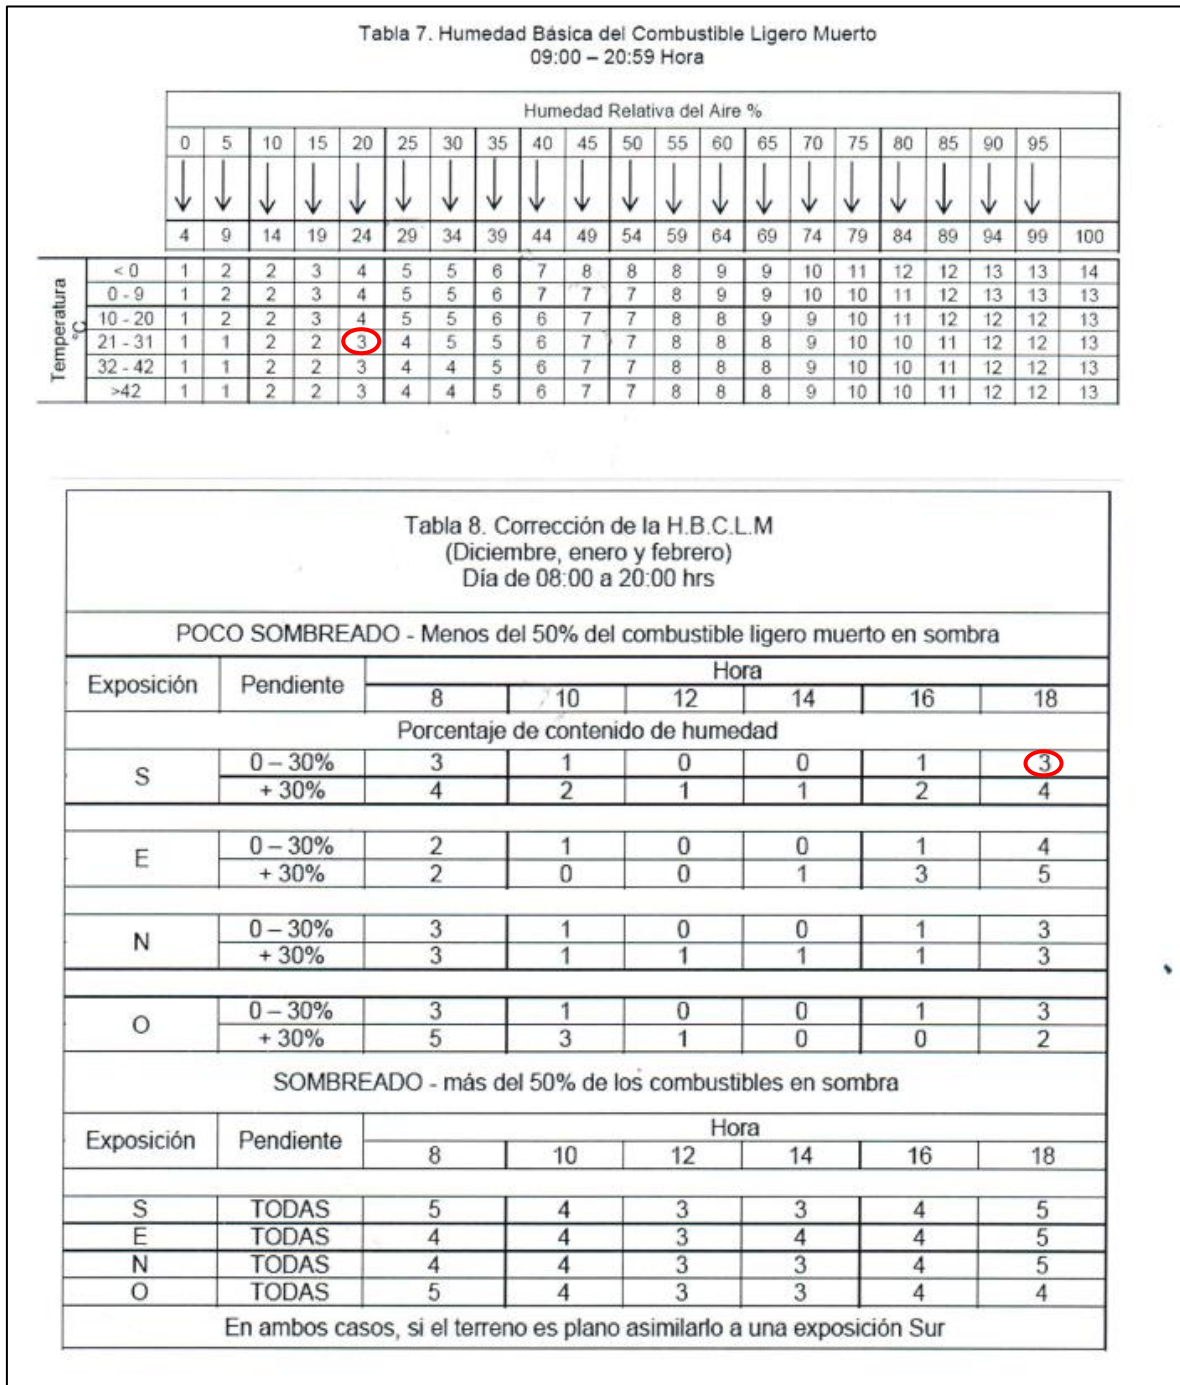 Tabla 7. Humedad Básica del Combustible Ligero Muerto
09:00 – 20:59 Hora
Humedad Relativa del Aire %
0 5 10 15 20 25 30 35 40 45 50 55 60 65 70 75 80 85 90 95
4 9 14 19 24 29 34 39 44 49 54 59 64 69 74 79 84 89 94 99 100
Temperatura °C
< 0 1 2 2 3 4 5 5 6 7 8 8 8 9 9 10 11 12 12 13 13 14
0 - 9 1 2 2 3 4 5 5 6 7 7 7 8 9 9 10 10 11 12 13 13 13
10 - 20 1 2 2 3 4 5 5 6 6 7 7 8 8 9 9 10 11 12 12 12 13
21 - 31 1 1 2 2 3 4 5 5 6 7 7 8 8 8 9 10 10 11 12 12 13
32 - 42 1 1 2 2 3 4 4 5 6 7 7 8 8 8 9 10 10 11 12 12 13
>42 1 1 2 2 3 4 4 5 6 7 7 8 8 8 9 10 10 11 12 12 13
Tabla 8. Corrección de la H.B.C.L.M
(Diciembre, enero y febrero)
Día de 08:00 a 20:00 hrs
POCO SOMBREADO - Menos del 50% del combustible ligero muerto en sombra
Exposición Pendiente Hora
8 10 12 14 16 18
Porcentaje de contenido de humedad
S 0 – 30% 3 1 0 0 1 3
+ 30% 4 2 1 1 2 4
E 0 – 30% 2 1 0 0 1 4
+ 30% 2 0 0 1 3 5
N 0 – 30% 3 1 0 0 1 3
+ 30% 3 1 1 1 1 3
O 0 – 30% 3 1 0 0 1 3
+ 30% 5 3 1 0 0 2
SOMBREADO - más del 50% de los combustibles en sombra
Exposición Pendiente Hora
8 10 12 14 16 18
S TODAS 5 4 3 3 4 5
E TODAS 4 4 3 4 4 5
N TODAS 4 4 3 3 4 5
O TODAS 5 4 3 3 4 4
En ambos casos, si el terreno es plano asimilarlo a una exposición Sur